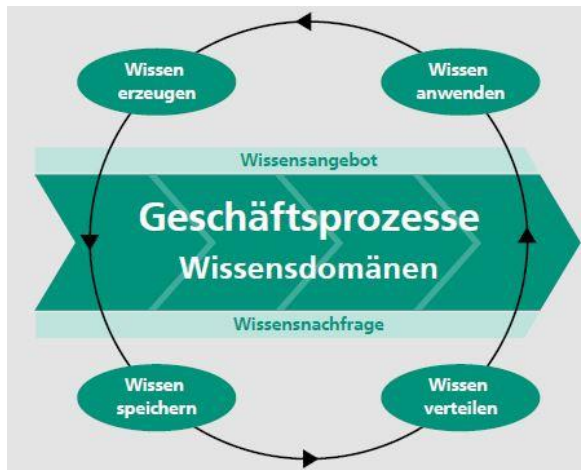 Wissen
erzeugen
Wissen
anwenden
Wissensangebot
Geschäftsprozesse
Wissensdomänen
Wissensnachfrage
Wissen
speichern
Wissen
verteilen